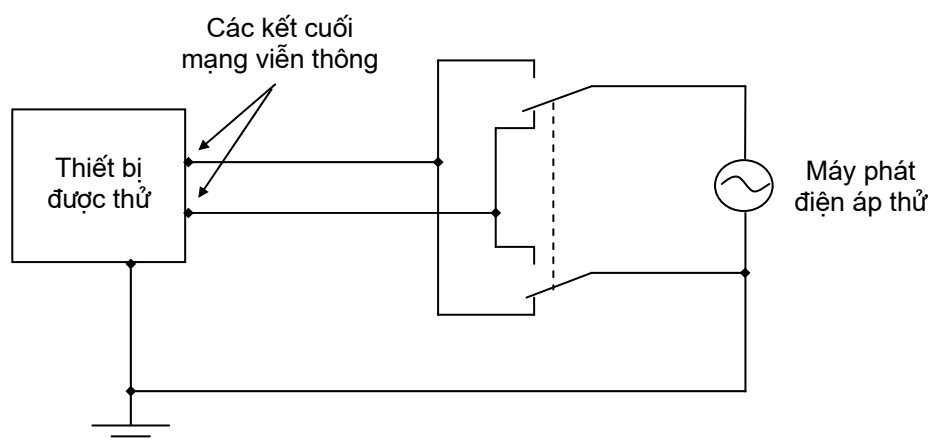 Các kết cuối
mạng viễn thông
Thiết bị
được thử
Máy phát
điện áp thử